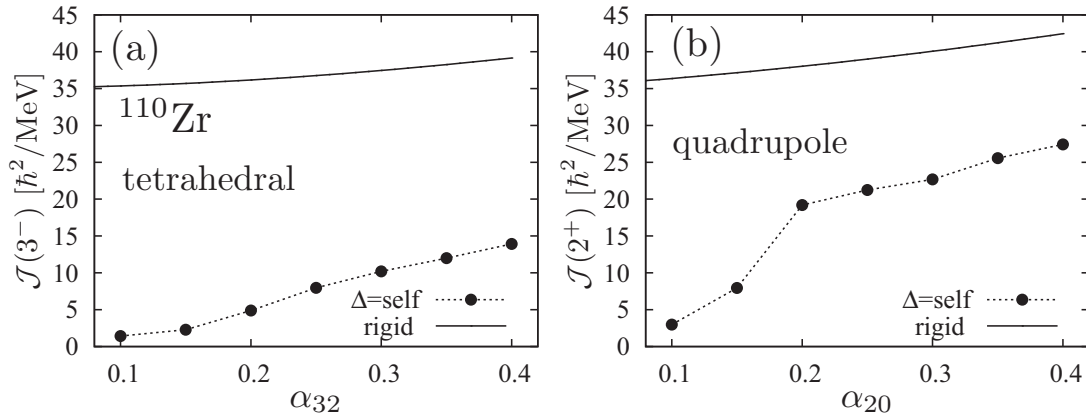 (a)
110Zr
tetrahedral
Δ=self
rigid
𝒥(3⁻) [ℏ²/MeV]
45
40
35
30
25
20
15
10
5
0
0.1
0.2
0.3
0.4
α32
(b)
quadrupole
Δ=self
rigid
𝒥(2⁺) [ℏ²/MeV]
45
40
35
30
25
20
15
10
5
0
0.1
0.2
0.3
0.4
α20